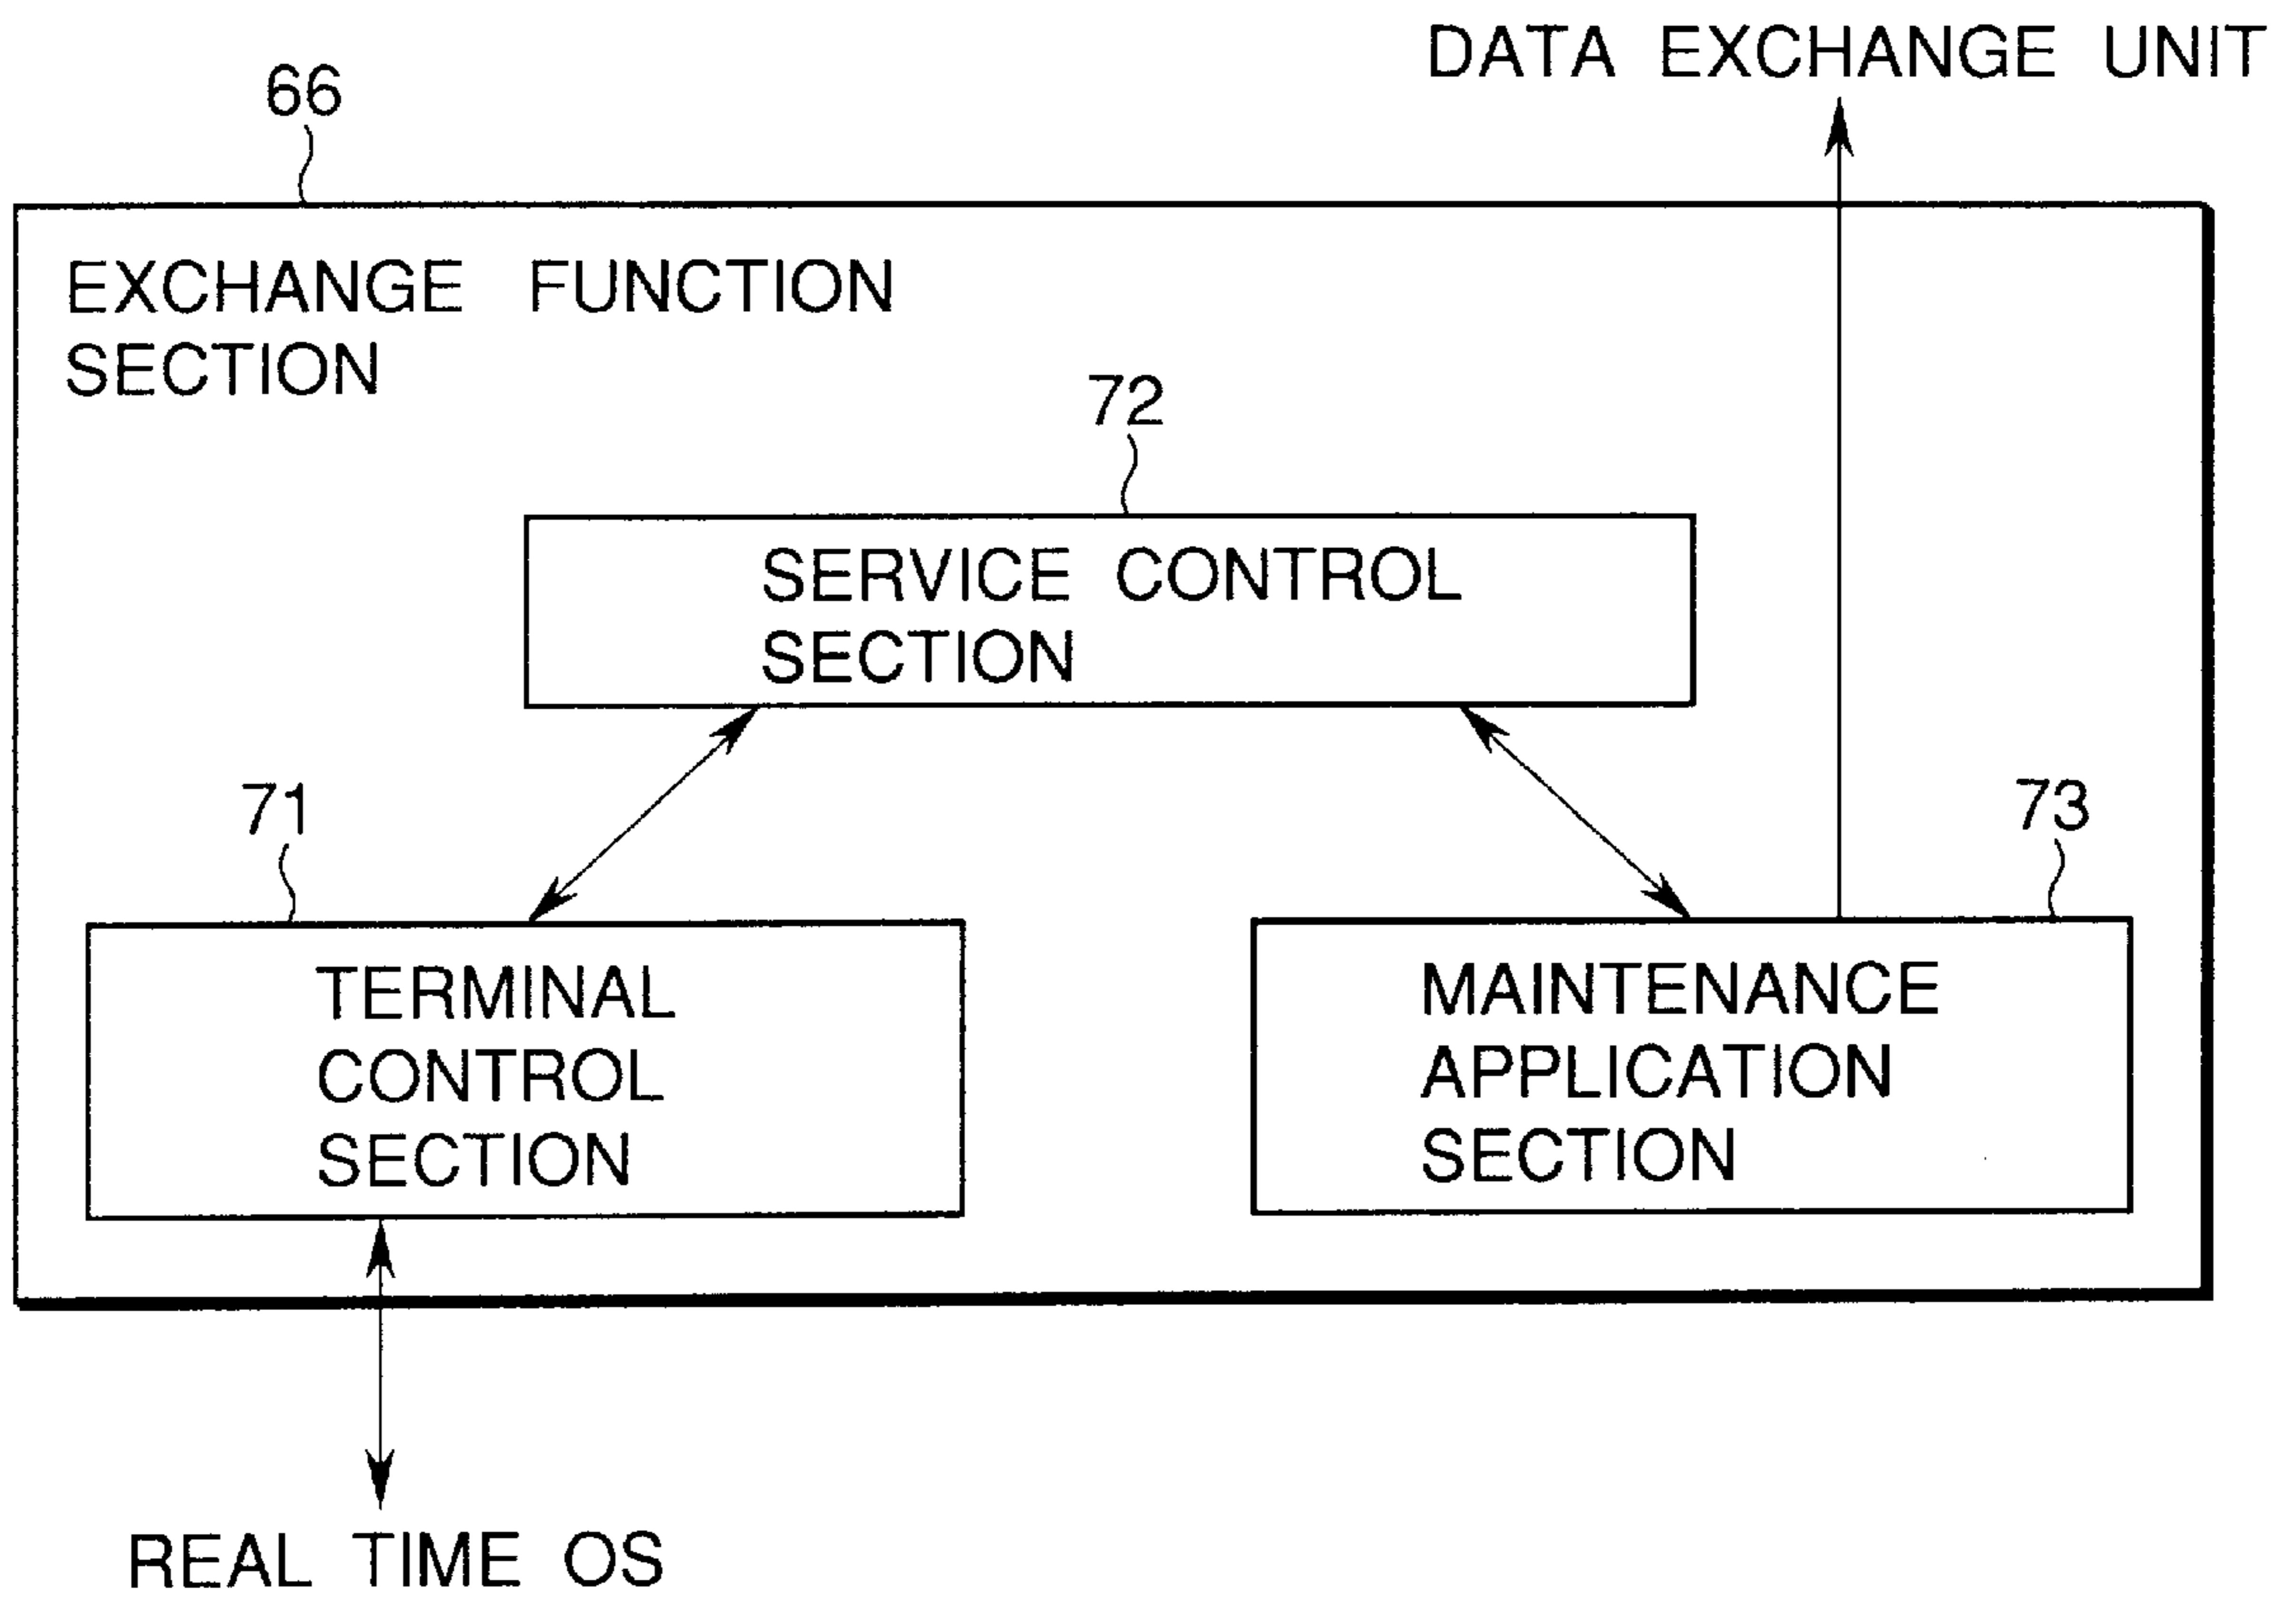 DATA EXCHANGE UNIT
66
EXCHANGE FUNCTION
SECTION
72
SERVICE CONTROL
SECTION
71
73
TERMINAL
CONTROL
SECTION
MAINTENANCE
APPLICATION
SECTION
REAL TIME OS